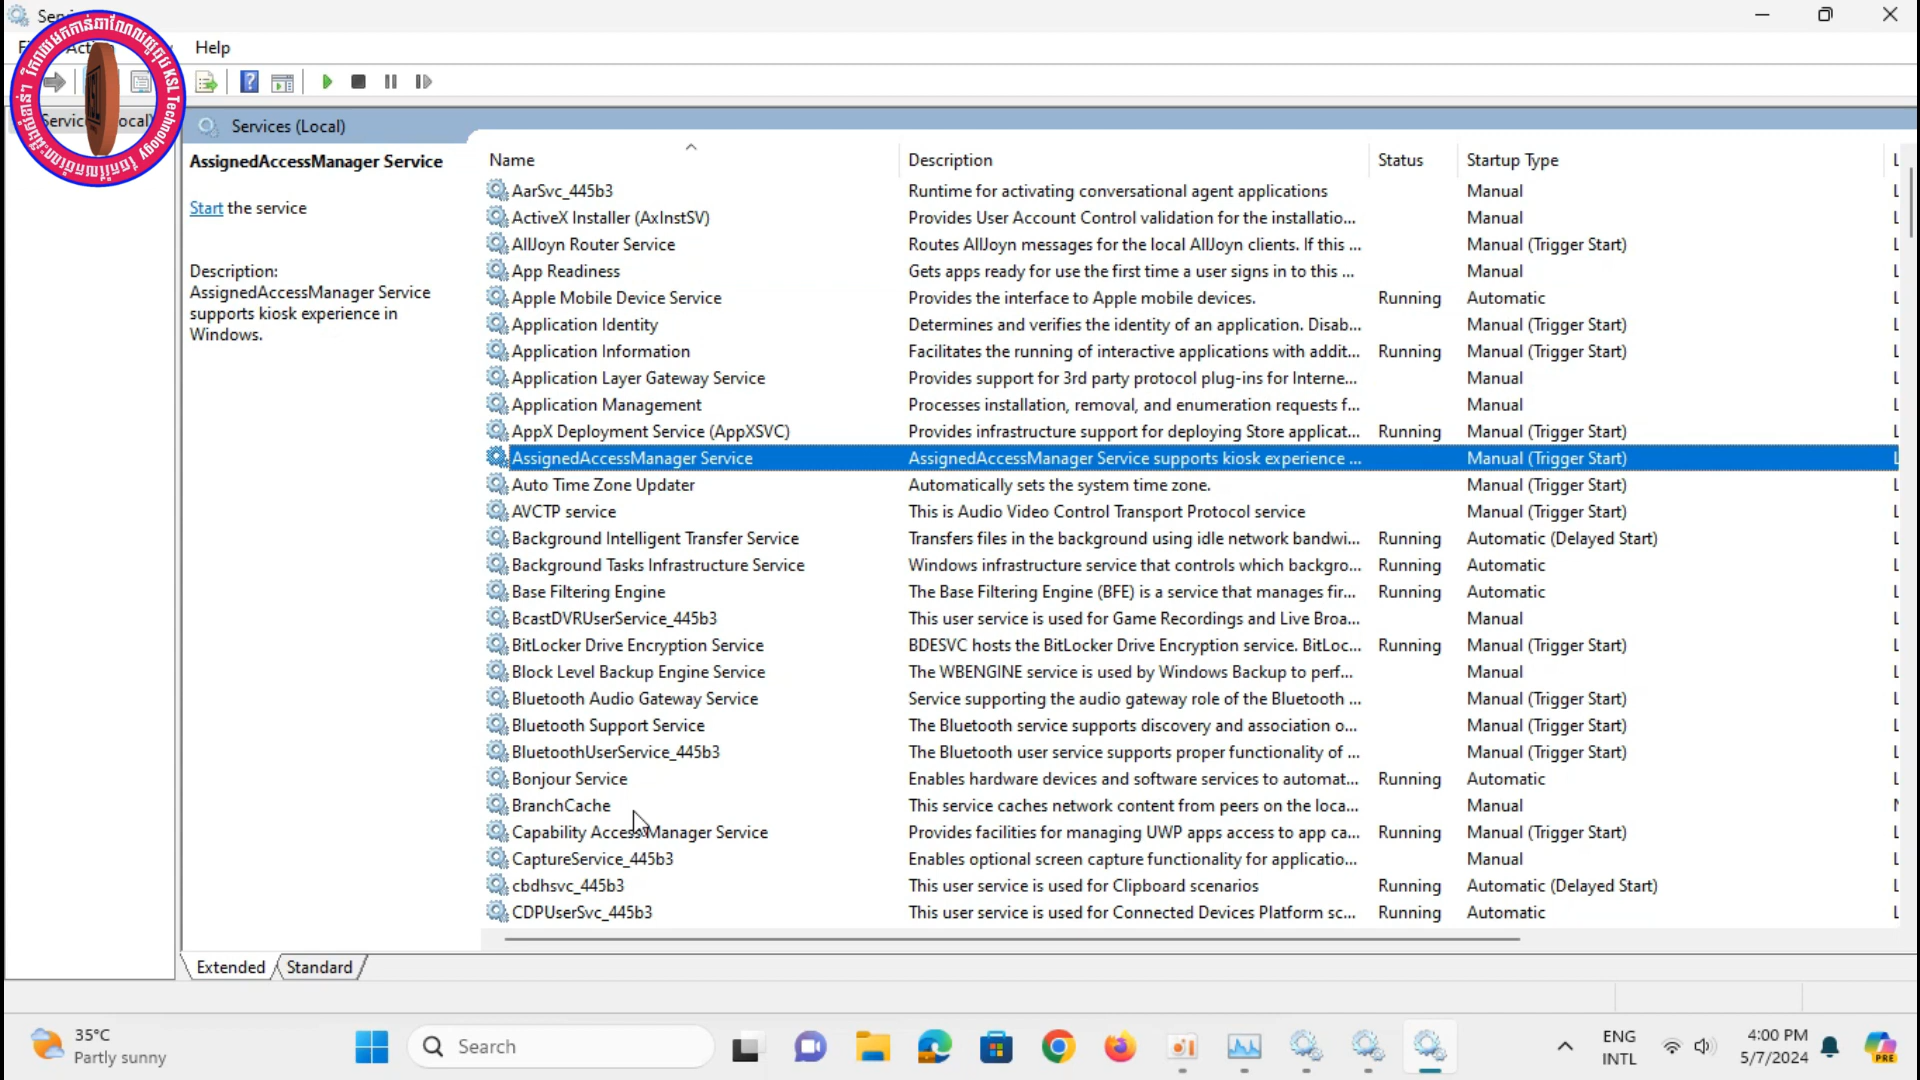 Help
KSL Technology
Services (Local)
AssignedAccessManager Service
Start the service
Description:
AssignedAccessManager Service
supports kiosk experience in
Windows.
Name Description Status Startup Type
AarSvc_445b3 Runtime for activating conversational agent applications Manual
ActiveX Installer (AxInstSV) Provides User Account Control validation for the installatio... Manual
AllJoyn Router Service Routes AllJoyn messages for the local AllJoyn clients. If this ... Manual (Trigger Start)
App Readiness Gets apps ready for use the first time a user signs in to this ... Manual
Apple Mobile Device Service Provides the interface to Apple mobile devices. Running Automatic
Application Identity Determines and verifies the identity of an application. Disab... Manual (Trigger Start)
Application Information Facilitates the running of interactive applications with addit... Running Manual (Trigger Start)
Application Layer Gateway Service Provides support for 3rd party protocol plug-ins for Interne... Manual
Application Management Processes installation, removal, and enumeration requests f... Manual
AppX Deployment Service (AppXSVC) Provides infrastructure support for deploying Store applicat... Running Manual (Trigger Start)
AssignedAccessManager Service AssignedAccessManager Service supports kiosk experience ... Manual (Trigger Start)
Auto Time Zone Updater Automatically sets the system time zone. Manual (Trigger Start)
AVCTP service This is Audio Video Control Transport Protocol service Manual (Trigger Start)
Background Intelligent Transfer Service Transfers files in the background using idle network bandwi... Running Automatic (Delayed Start)
Background Tasks Infrastructure Service Windows infrastructure service that controls which backgro... Running Automatic
Base Filtering Engine The Base Filtering Engine (BFE) is a service that manages fir... Running Automatic
BcastDVRUserService_445b3 This user service is used for Game Recordings and Live Broa... Manual
BitLocker Drive Encryption Service BDESVC hosts the BitLocker Drive Encryption service. BitLoc... Running Manual (Trigger Start)
Block Level Backup Engine Service The WBENGINE service is used by Windows Backup to perf... Manual
Bluetooth Audio Gateway Service Service supporting the audio gateway role of the Bluetooth ... Manual (Trigger Start)
Bluetooth Support Service The Bluetooth service supports discovery and association o... Manual (Trigger Start)
BluetoothUserService_445b3 The Bluetooth user service supports proper functionality of ... Manual (Trigger Start)
Bonjour Service Enables hardware devices and software services to automat... Running Automatic
BranchCache This service caches network content from peers on the loca... Manual
Capability Access Manager Service Provides facilities for managing UWP apps access to app ca... Running Manual (Trigger Start)
CaptureService_445b3 Enables optional screen capture functionality for applicatio... Manual
cbdhsvc_445b3 This user service is used for Clipboard scenarios Running Automatic (Delayed Start)
CDPUserSvc_445b3 This user service is used for Connected Devices Platform sc... Running Automatic
Extended Standard
35°C
Partly sunny
Search
ENG
INTL
4:00 PM
5/7/2024
PRE